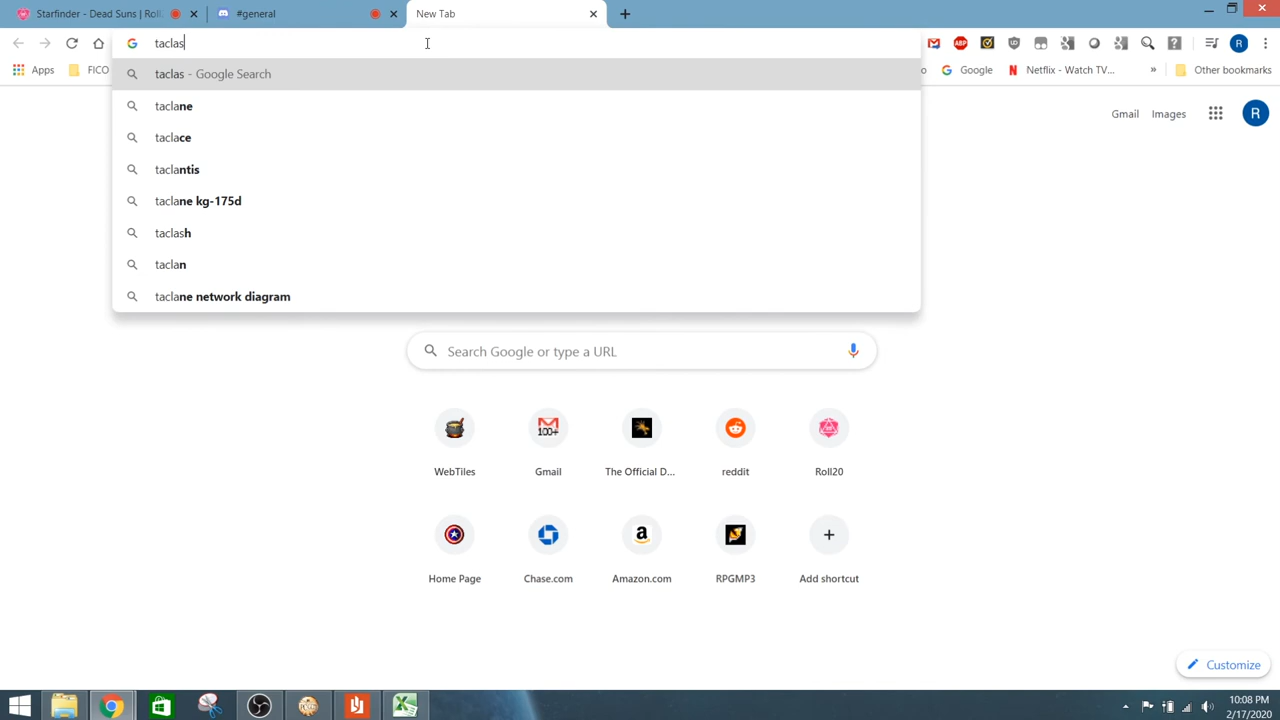 Starfinder - Dead Suns | Roll
#general
New Tab
taclas
Apps
FICO
Google
Netflix - Watch TV...
»
Other bookmarks
R
taclas - Google Search
taclane
taclace
taclantis
taclane kg-175d
taclash
taclan
taclane network diagram
Gmail
Images
R
Search Google or type a URL
100+
WebTiles
Gmail
The Official D...
reddit
Roll20
Home Page
Chase.com
Amazon.com
RPGMP3
Add shortcut
Customize
10:08 PM
2/17/2020